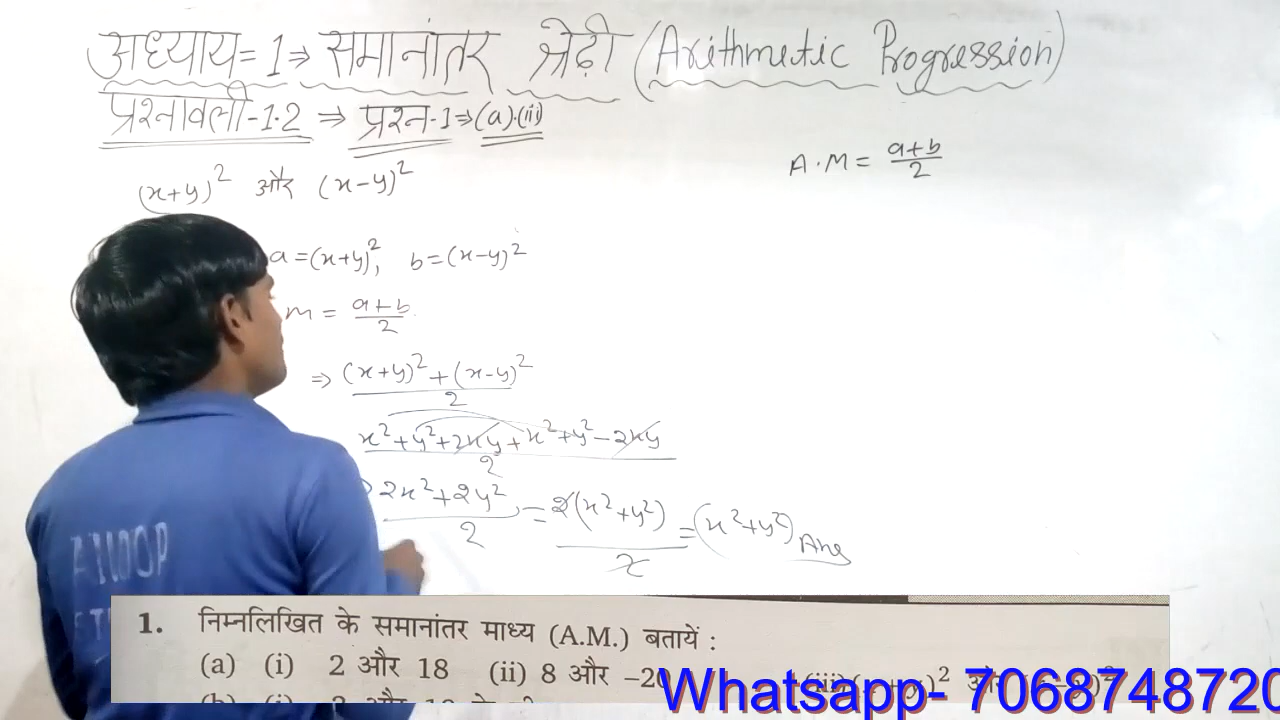 अध्याय= 1 ⇒ समानांतर श्रेढ़ी (Arithmetic Progression)
प्रश्नावली-1.2 ⇒ प्रश्न-1 ⇒ (a).(ii)
A.M = a+b/2
(x+y)² और (x-y)²
a = (x+y)², b = (x-y)²
m = a+b/2
⇒ (x+y)² + (x-y)²/2
x²+y²+2xy+x²+y²-2xy/2
2x²+2y²/2 = 2(x²+y²)/2 = (x²+y²) Ans
1. निम्नलिखित के समानांतर माध्य (A.M.) बतायें :
(a) (i) 2 और 18 (ii) 8 और -20
Whatsapp- 7068748720